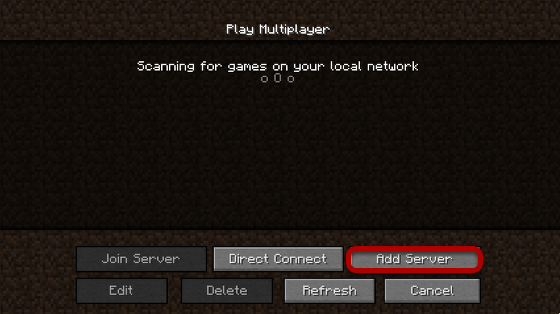 Play Multiplayer
Scanning for games on your local network
o O o
Join Server Direct Connect Add Server
Edit Delete Refresh Cancel